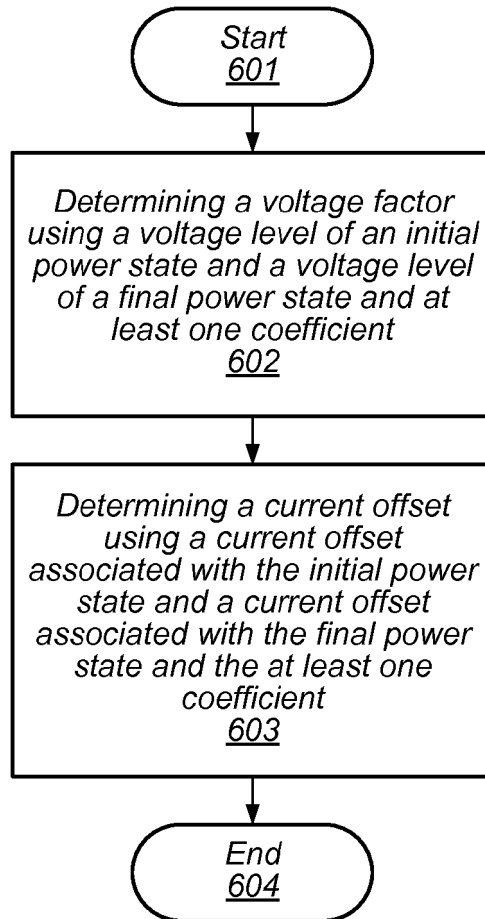 Start
601
Determining a voltage factor
using a voltage level of an initial
power state and a voltage level
of a final power state and at
least one coefficient
602
Determining a current offset
using a current offset
associated with the initial power
state and a current offset
associated with the final power
state and the at least one
coefficient
603
End
604